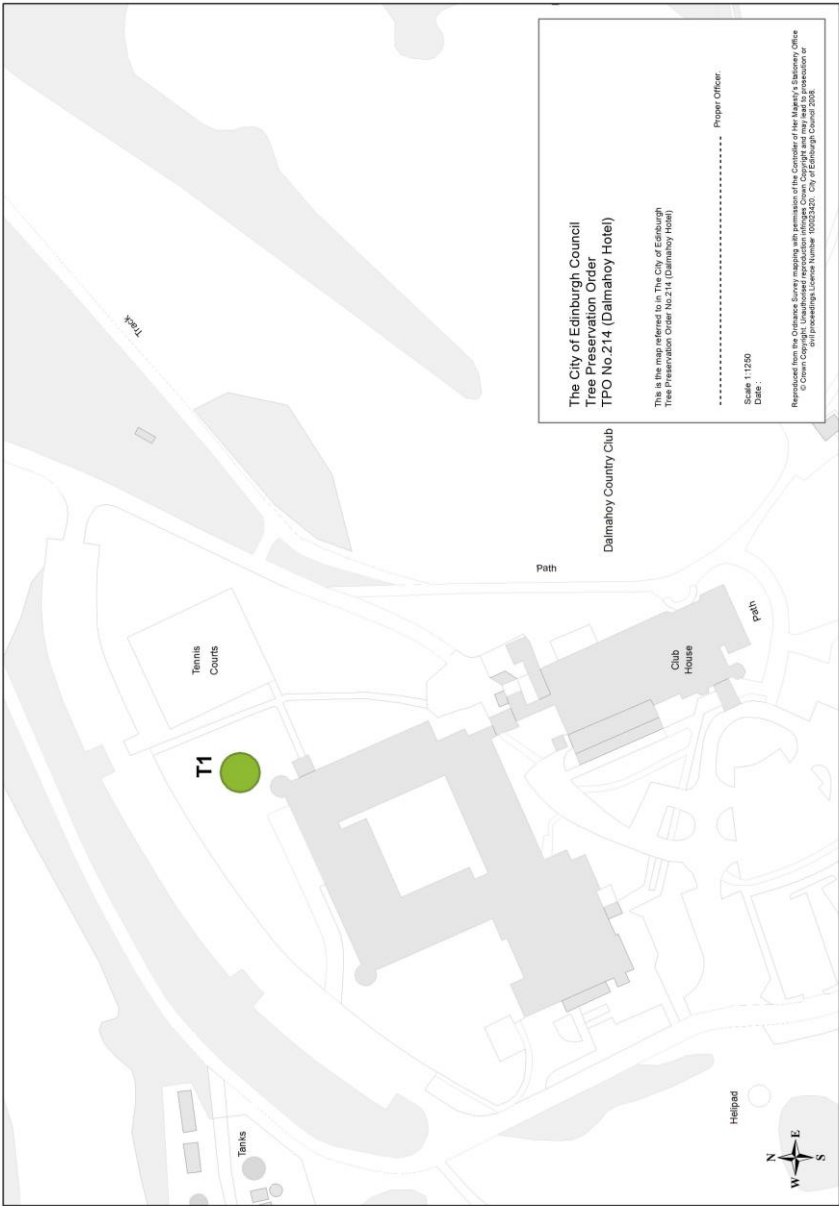 T1
Track
Tennis
Courts
Path
Dalmahoy Country Club
Club
House
Path
Tanks
Helipad
N
W E
S
The City of Edinburgh Council
Tree Preservation Order
TPO No.214 (Dalmahoy Hotel)
This is the map referred to in The City of Edinburgh
Tree Preservation Order No.214 (Dalmahoy Hotel)
Proper Officer.
Scale 1:1250
Date :
Reproduced from the Ordnance Survey mapping with permission of the Controller of Her Majesty's Stationery Office
© Crown Copyright. Unauthorised reproduction infringes Crown Copyright and may lead to prosecution or
civil proceedings.Licence Number 100023420. City of Edinburgh Council 2008.